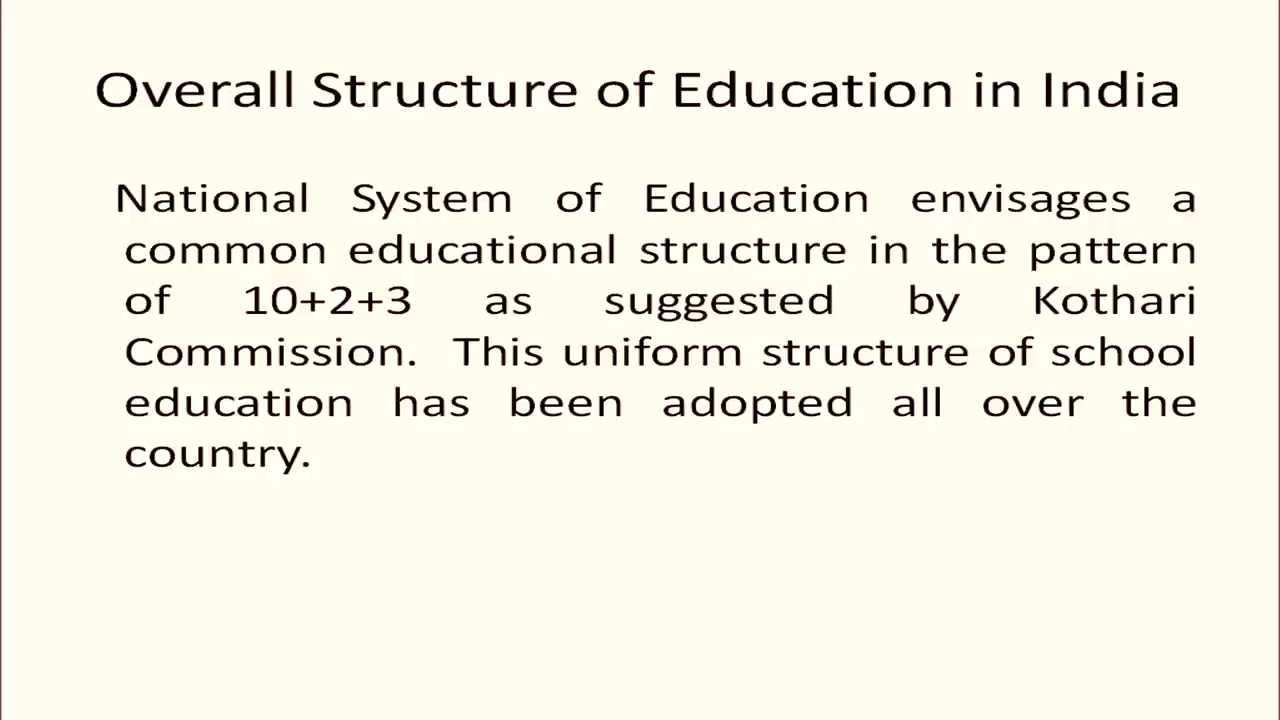 Overall Structure of Education in India
National System of Education envisages a
common educational structure in the pattern
of 10+2+3 as suggested by Kothari
Commission. This uniform structure of school
education has been adopted all over the
country.